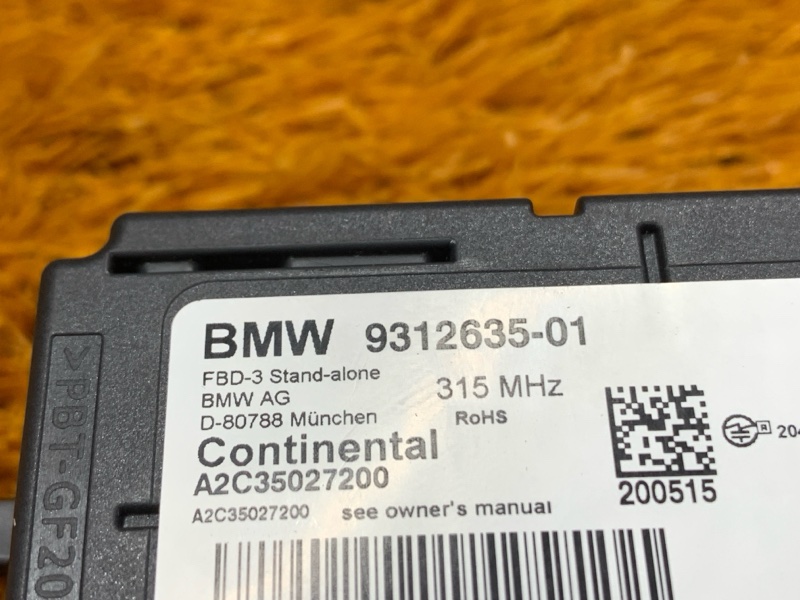 BMW 9312635-01
FBD-3 Stand-alone
315 MHz
BMW AG
D-80788 München
RoHS
Continental
A2C35027200
A2C35027200 see owner's manual
200515
R
204
>PBT-GF20